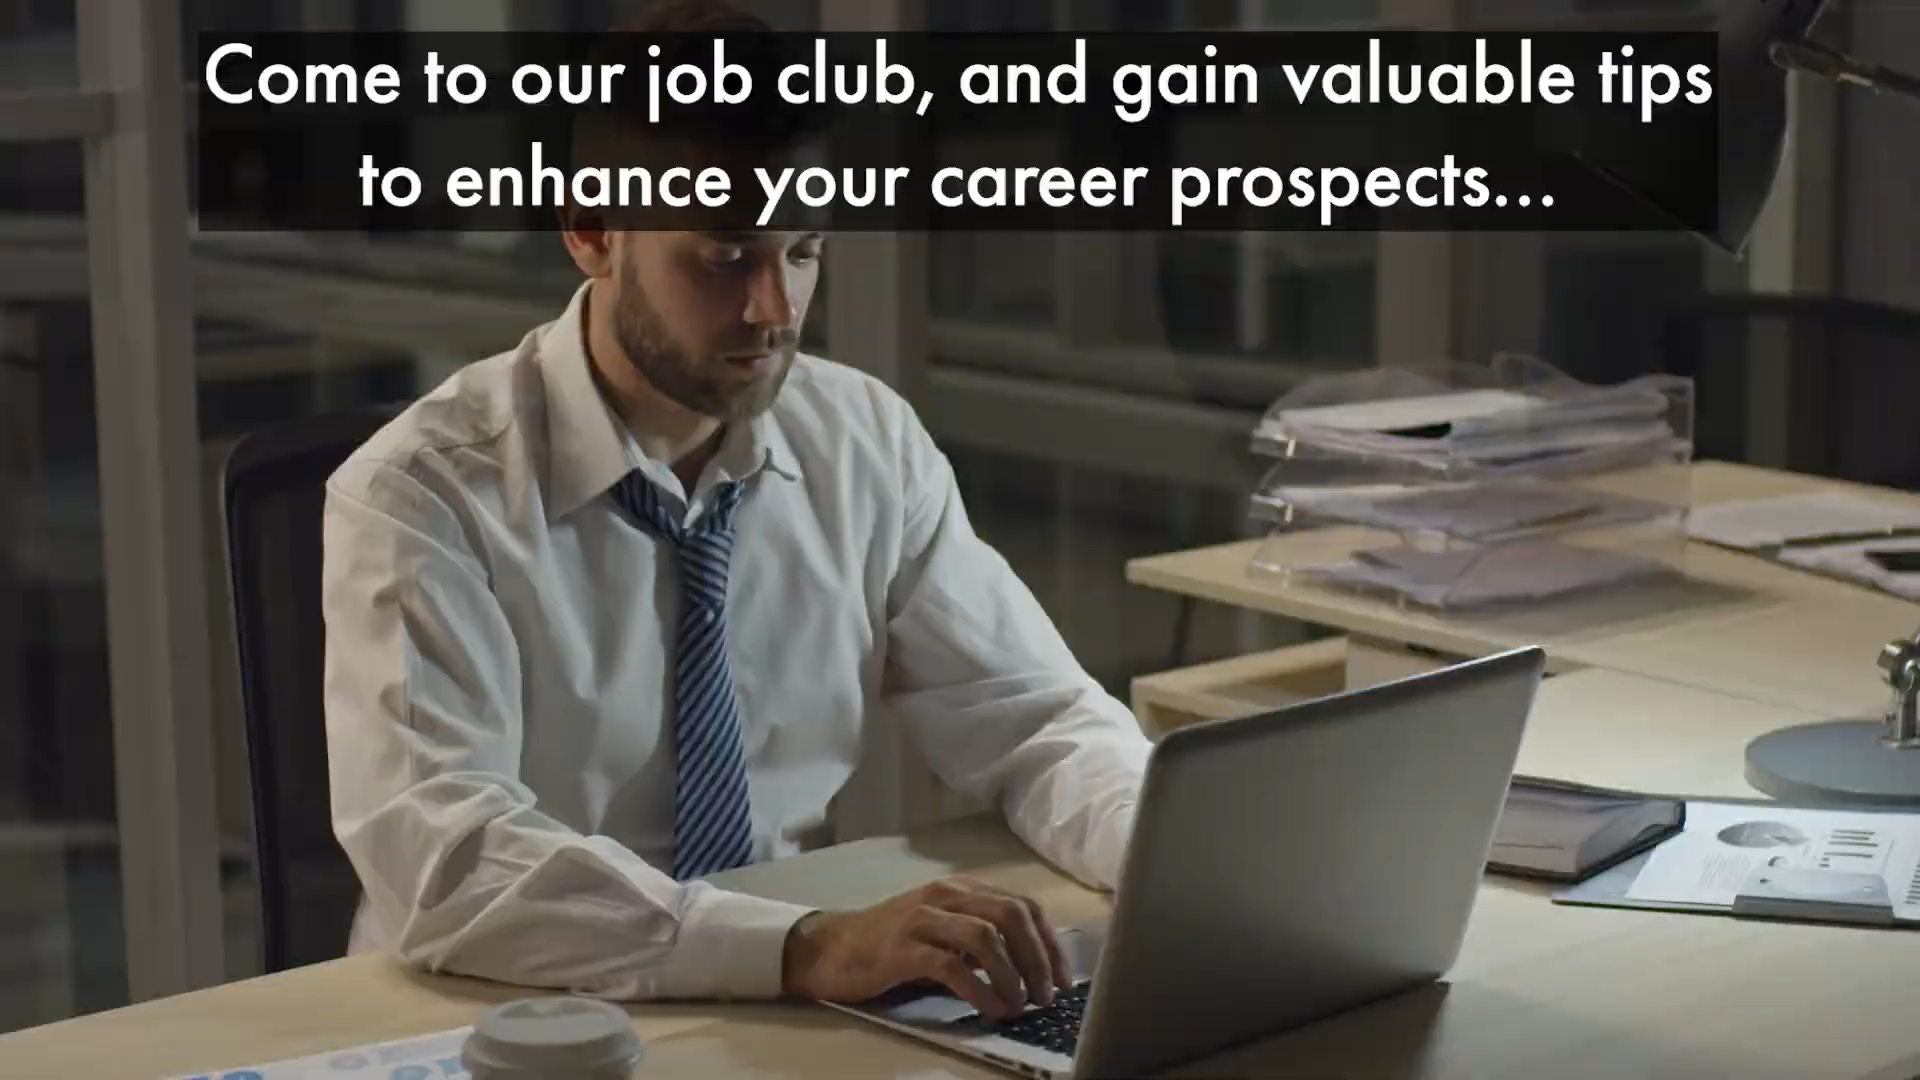 Come to our job club, and gain valuable tips
to enhance your career prospects...